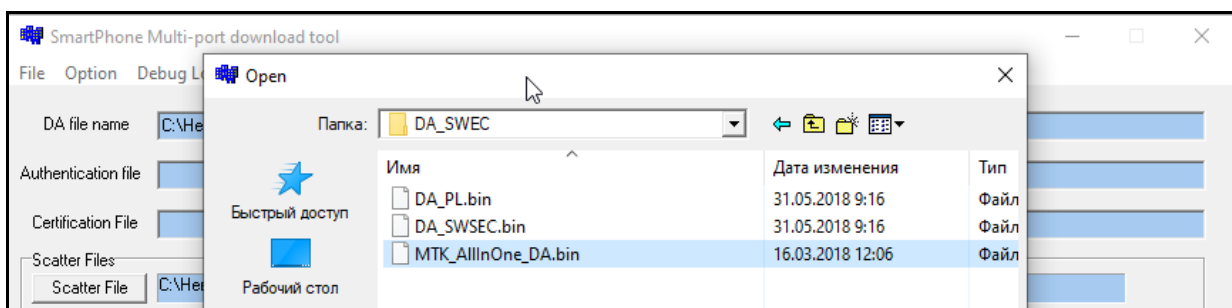 SmartPhone Multi-port download tool
File Option Debug Open
DA file name C:\He Папка: DA_SWEC
Имя Дата изменения Тип
Authentication file
DA_PL.bin 31.05.2018 9:16 Файл
Быстрый доступ
Certification File DA_SWSEC.bin 31.05.2018 9:16 Файл
MTK_AllInOne_DA.bin 16.03.2018 12:06 Файл
Scatter Files
Scatter File C:\He Рабочий стол